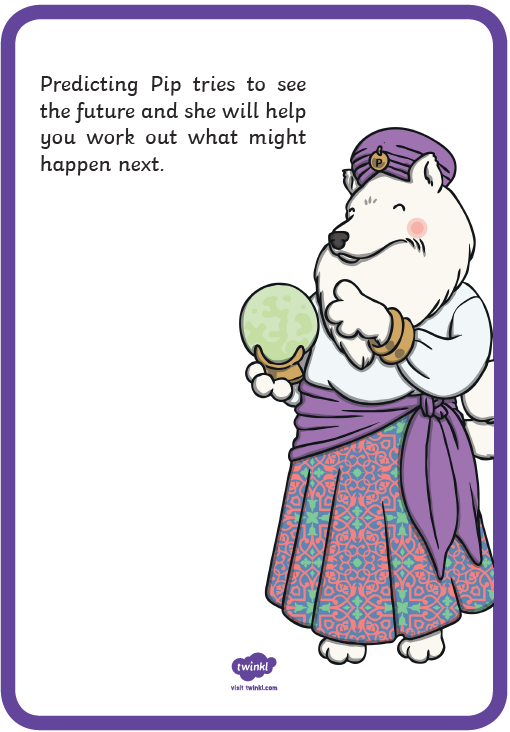 Predicting Pip tries to see
the future and she will help
you work out what might
happen next.
P
twinkl
visit twinkl.com